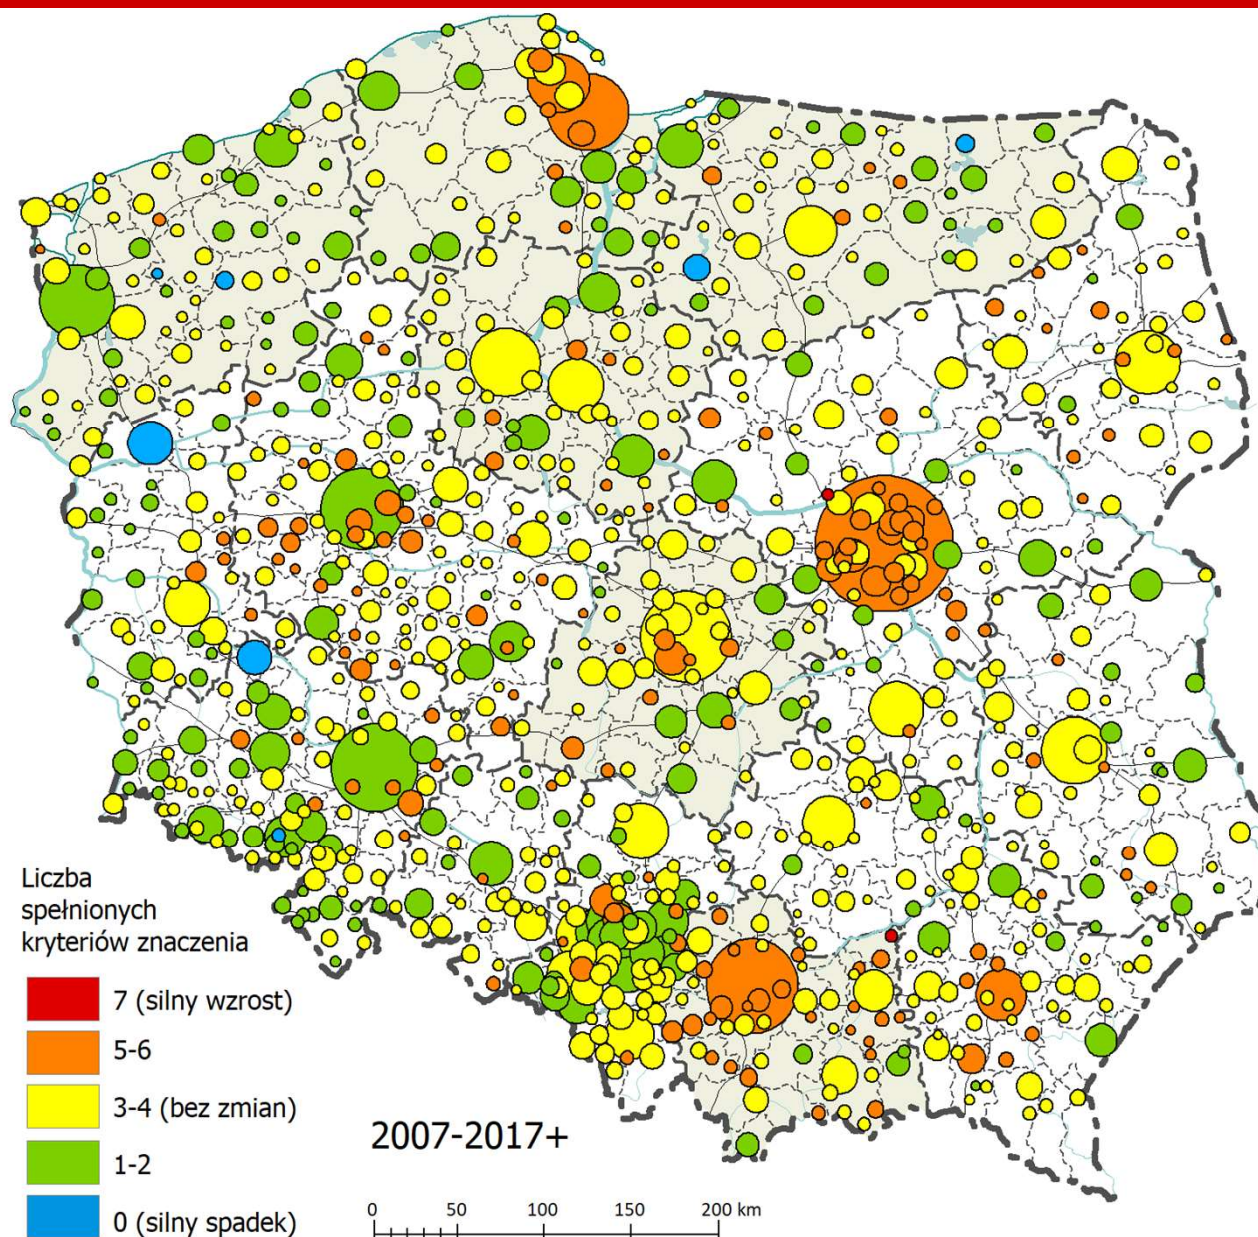 Liczba
spełnionych
kryteriów znaczenia
7 (silny wzrost)
5-6
3-4 (bez zmian)
1-2
0 (silny spadek)
2007-2017+
0 50 100 150 200 km